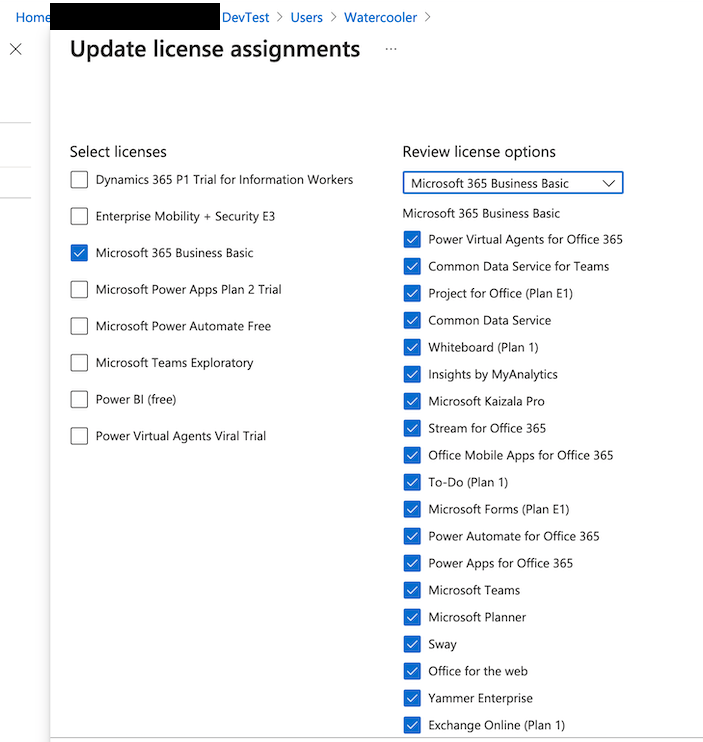 Home
DevTest > Users > Watercooler >
Update license assignments ...
Select licenses
Dynamics 365 P1 Trial for Information Workers
Enterprise Mobility + Security E3
Microsoft 365 Business Basic
Microsoft Power Apps Plan 2 Trial
Microsoft Power Automate Free
Microsoft Teams Exploratory
Power BI (free)
Power Virtual Agents Viral Trial
Review license options
Microsoft 365 Business Basic
Microsoft 365 Business Basic
Power Virtual Agents for Office 365
Common Data Service for Teams
Project for Office (Plan E1)
Common Data Service
Whiteboard (Plan 1)
Insights by MyAnalytics
Microsoft Kaizala Pro
Stream for Office 365
Office Mobile Apps for Office 365
To-Do (Plan 1)
Microsoft Forms (Plan E1)
Power Automate for Office 365
Power Apps for Office 365
Microsoft Teams
Microsoft Planner
Sway
Office for the web
Yammer Enterprise
Exchange Online (Plan 1)